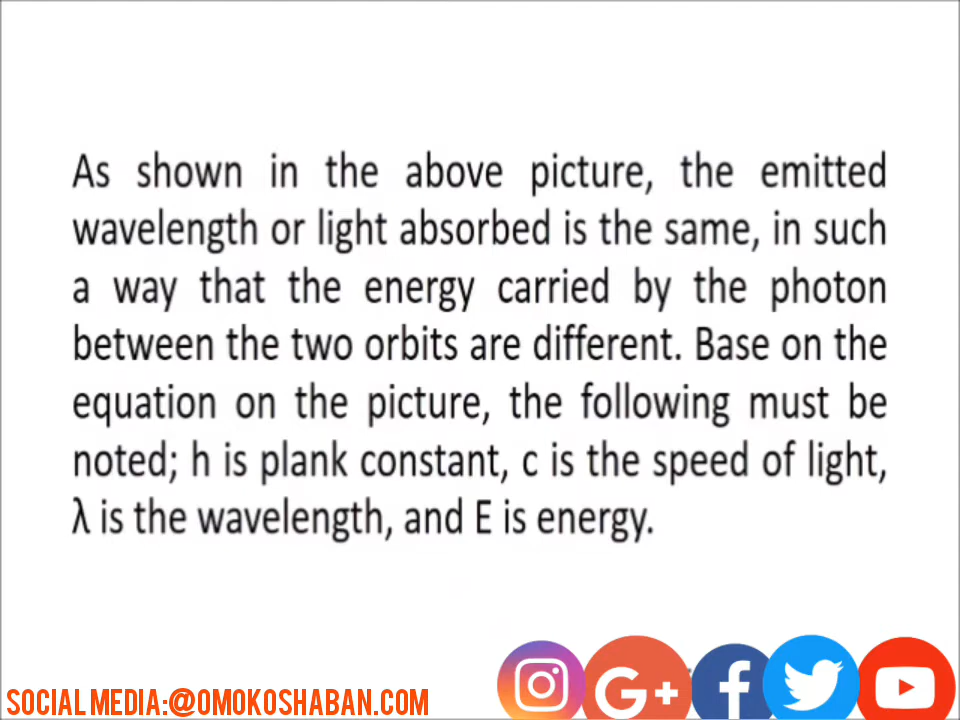 As shown in the above picture, the emitted
wavelength or light absorbed is the same, in such
a way that the energy carried by the photon
between the two orbits are different. Base on the
equation on the picture, the following must be
noted; h is plank constant, c is the speed of light,
λ is the wavelength, and E is energy.
SOCIAL MEDIA:@OMOKOSHABAN.COM
G+